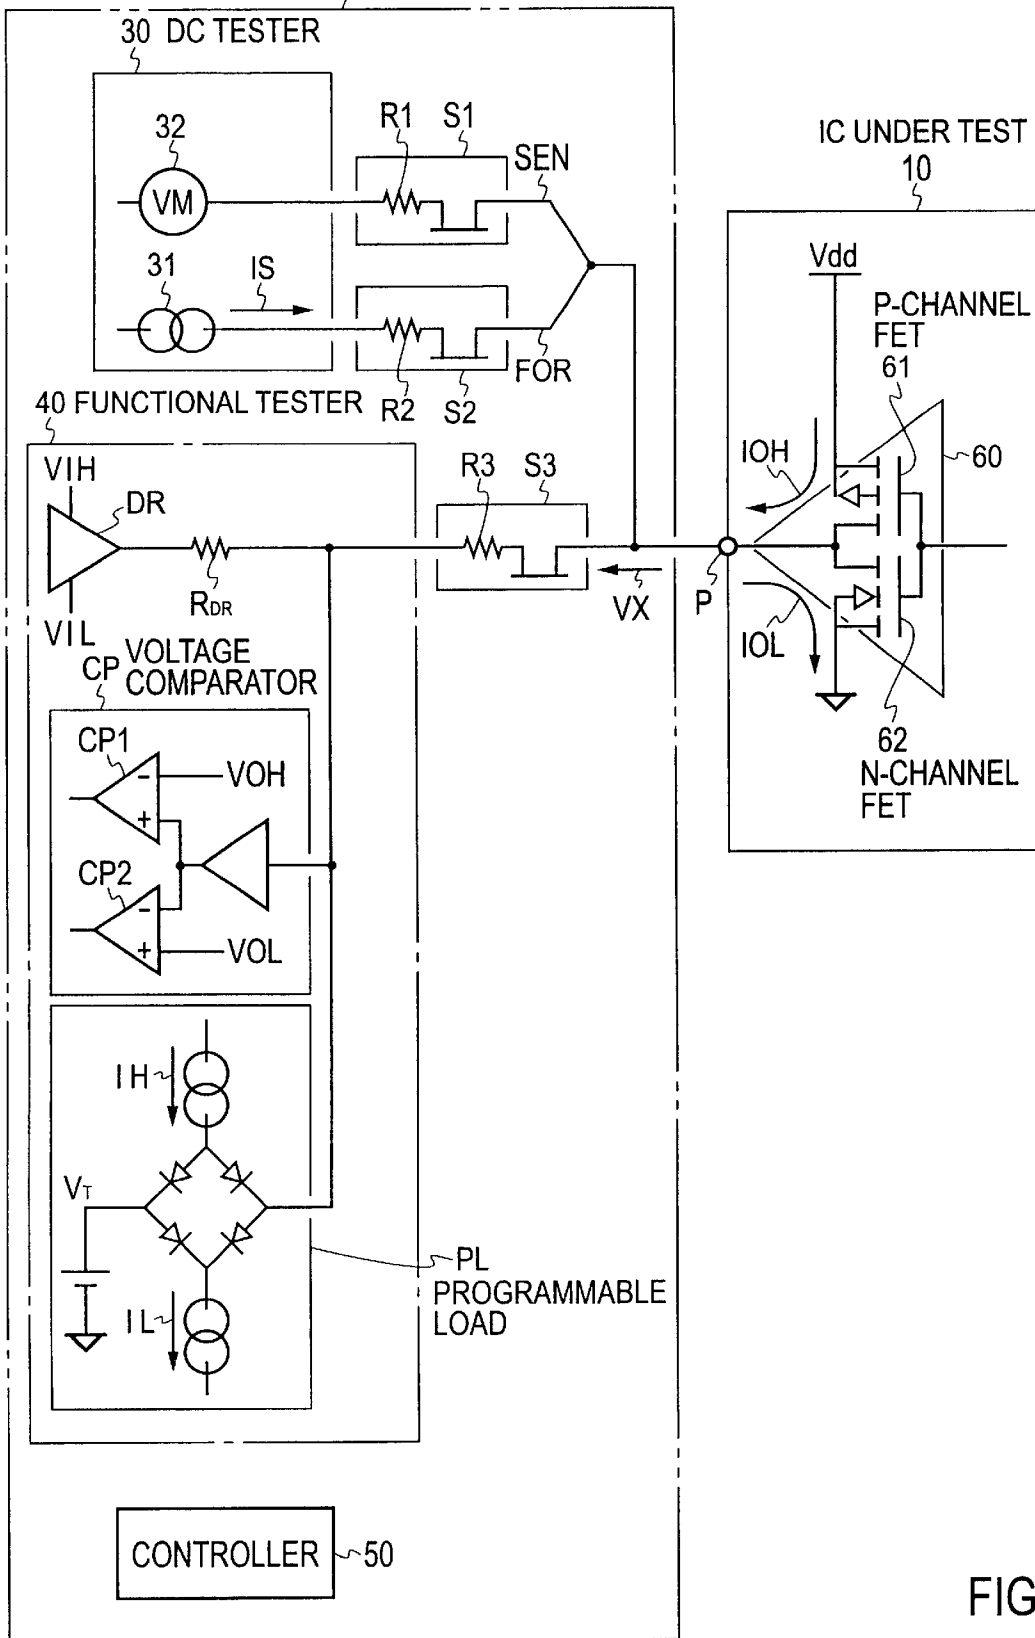 30 DC TESTER
32
VM
R1
S1
SEN
IC UNDER TEST
10
Vdd
31
IS
P-CHANNEL
FET
61
R2
S2
FOR
40 FUNCTIONAL TESTER
VIH
DR
R3
S3
IOH
60
RDR
VX
P
VIL
IOL
CP VOLTAGE
COMPARATOR
CP1
-
VOH
+
62
N-CHANNEL
FET
CP2
-
+
VOL
IH
VT
PL
PROGRAMMABLE
LOAD
IL
CONTROLLER
50
FIG